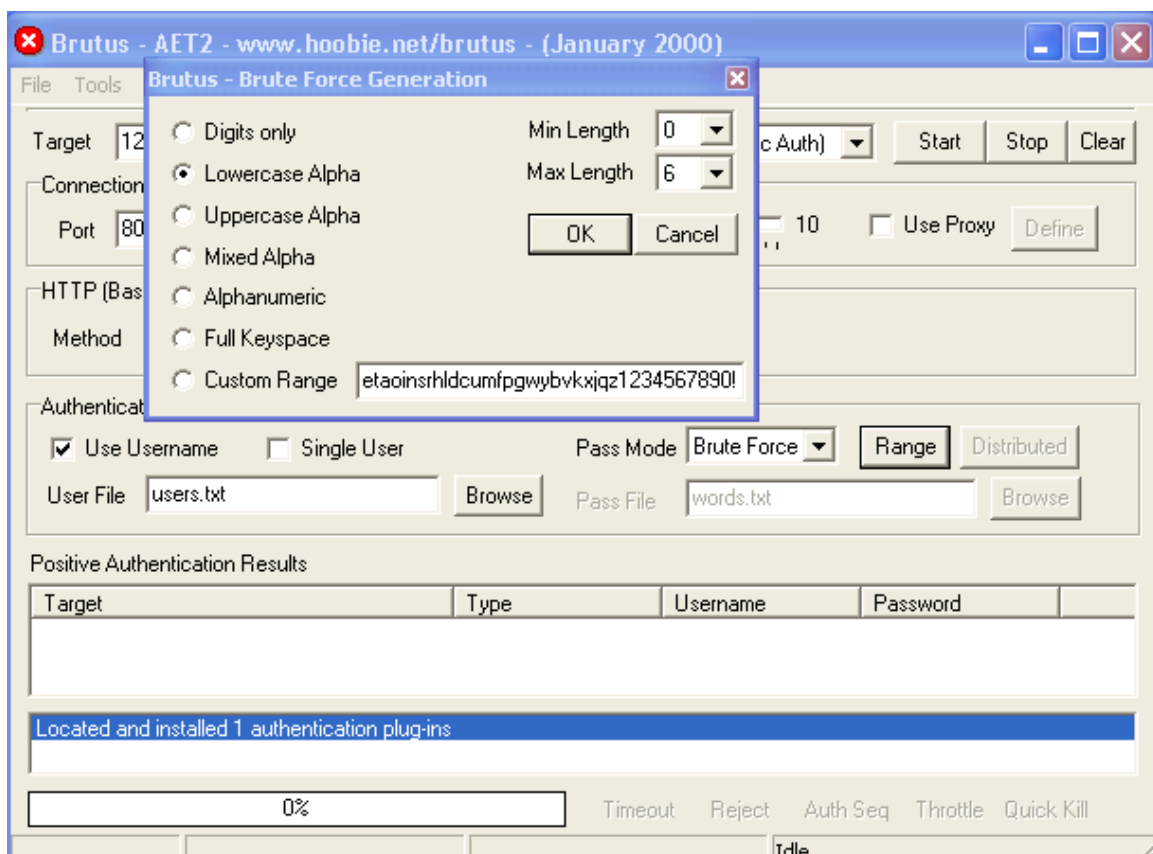 Brutus - AET2 - www.hoobie.net/brutus - (January 2000)
File Tools
Brutus - Brute Force Generation
Digits only
Lowercase Alpha
Uppercase Alpha
Mixed Alpha
Alphanumeric
Full Keyspace
Custom Range etaoinsrhldcumfpgwybvkxjqz1234567890!
Min Length 0
Max Length 6
OK Cancel
Target 12 c Auth) Start Stop Clear
Connection
Port 80 10 Use Proxy Define
HTTP (Bas
Method
Authenticat
Use Username Single User Pass Mode Brute Force Range Distributed
User File users.txt Browse Pass File words.txt Browse
Positive Authentication Results
Target Type Username Password
Located and installed 1 authentication plug-ins
0% Timeout Reject Auth Seq Throttle Quick Kill
Idle